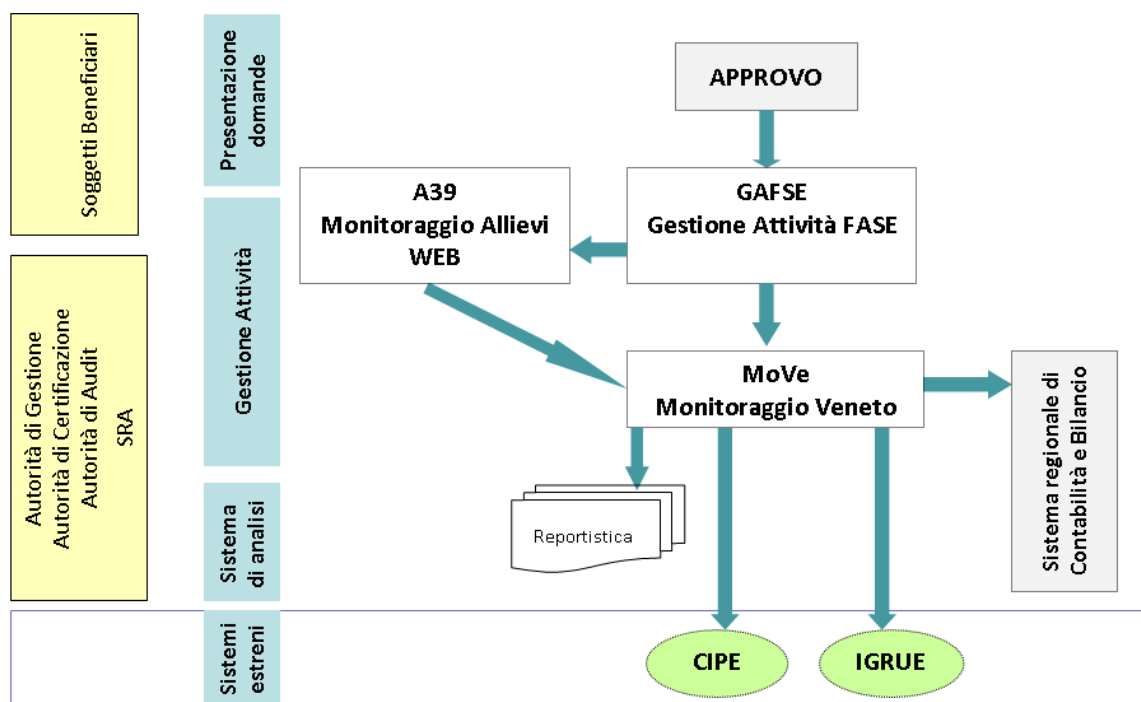 Soggetti Beneficiari
Autorità di Gestione
Autorità di Certificazione
Autorità di Audit
SRA
Presentazione
domande
Gestione Attività
Sistema
di analisi
Sistemi
estreni
APPROVO
A39
Monitoraggio Allievi
WEB
GAFSE
Gestione Attività FASE
MoVe
Monitoraggio Veneto
Reportistica
Sistema regionale di
Contabilità e Bilancio
CIPE
IGRUE